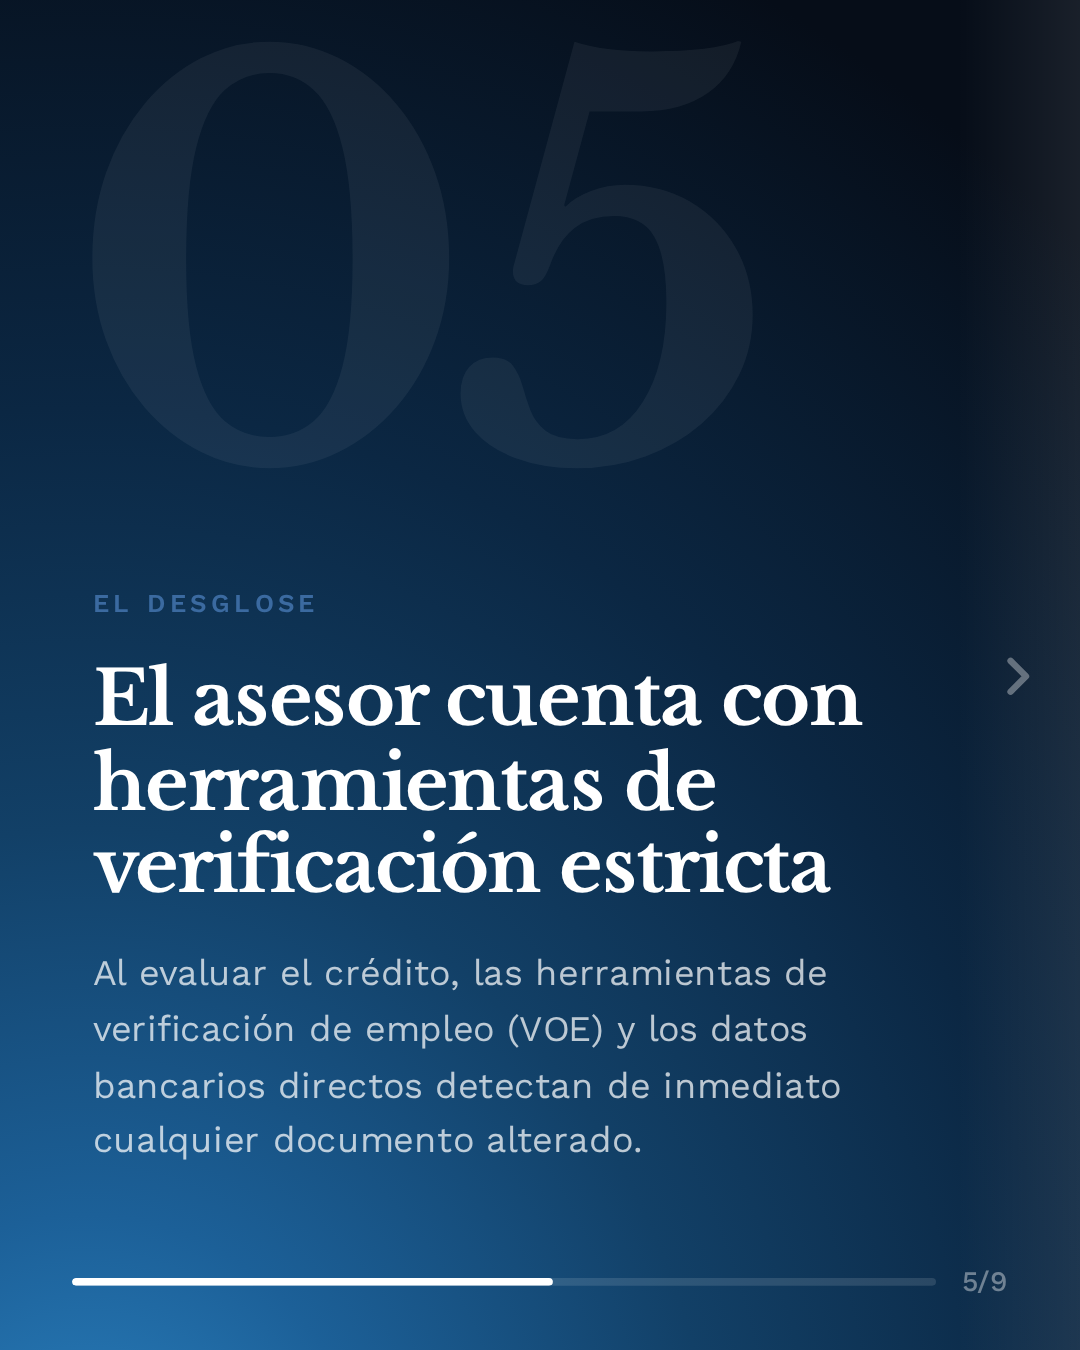 05
EL DESGLOSE
El asesor cuenta con
herramientas de
verificación estricta
Al evaluar el crédito, las herramientas de
verificación de empleo (VOE) y los datos
bancarios directos detectan de inmediato
cualquier documento alterado.
5/9